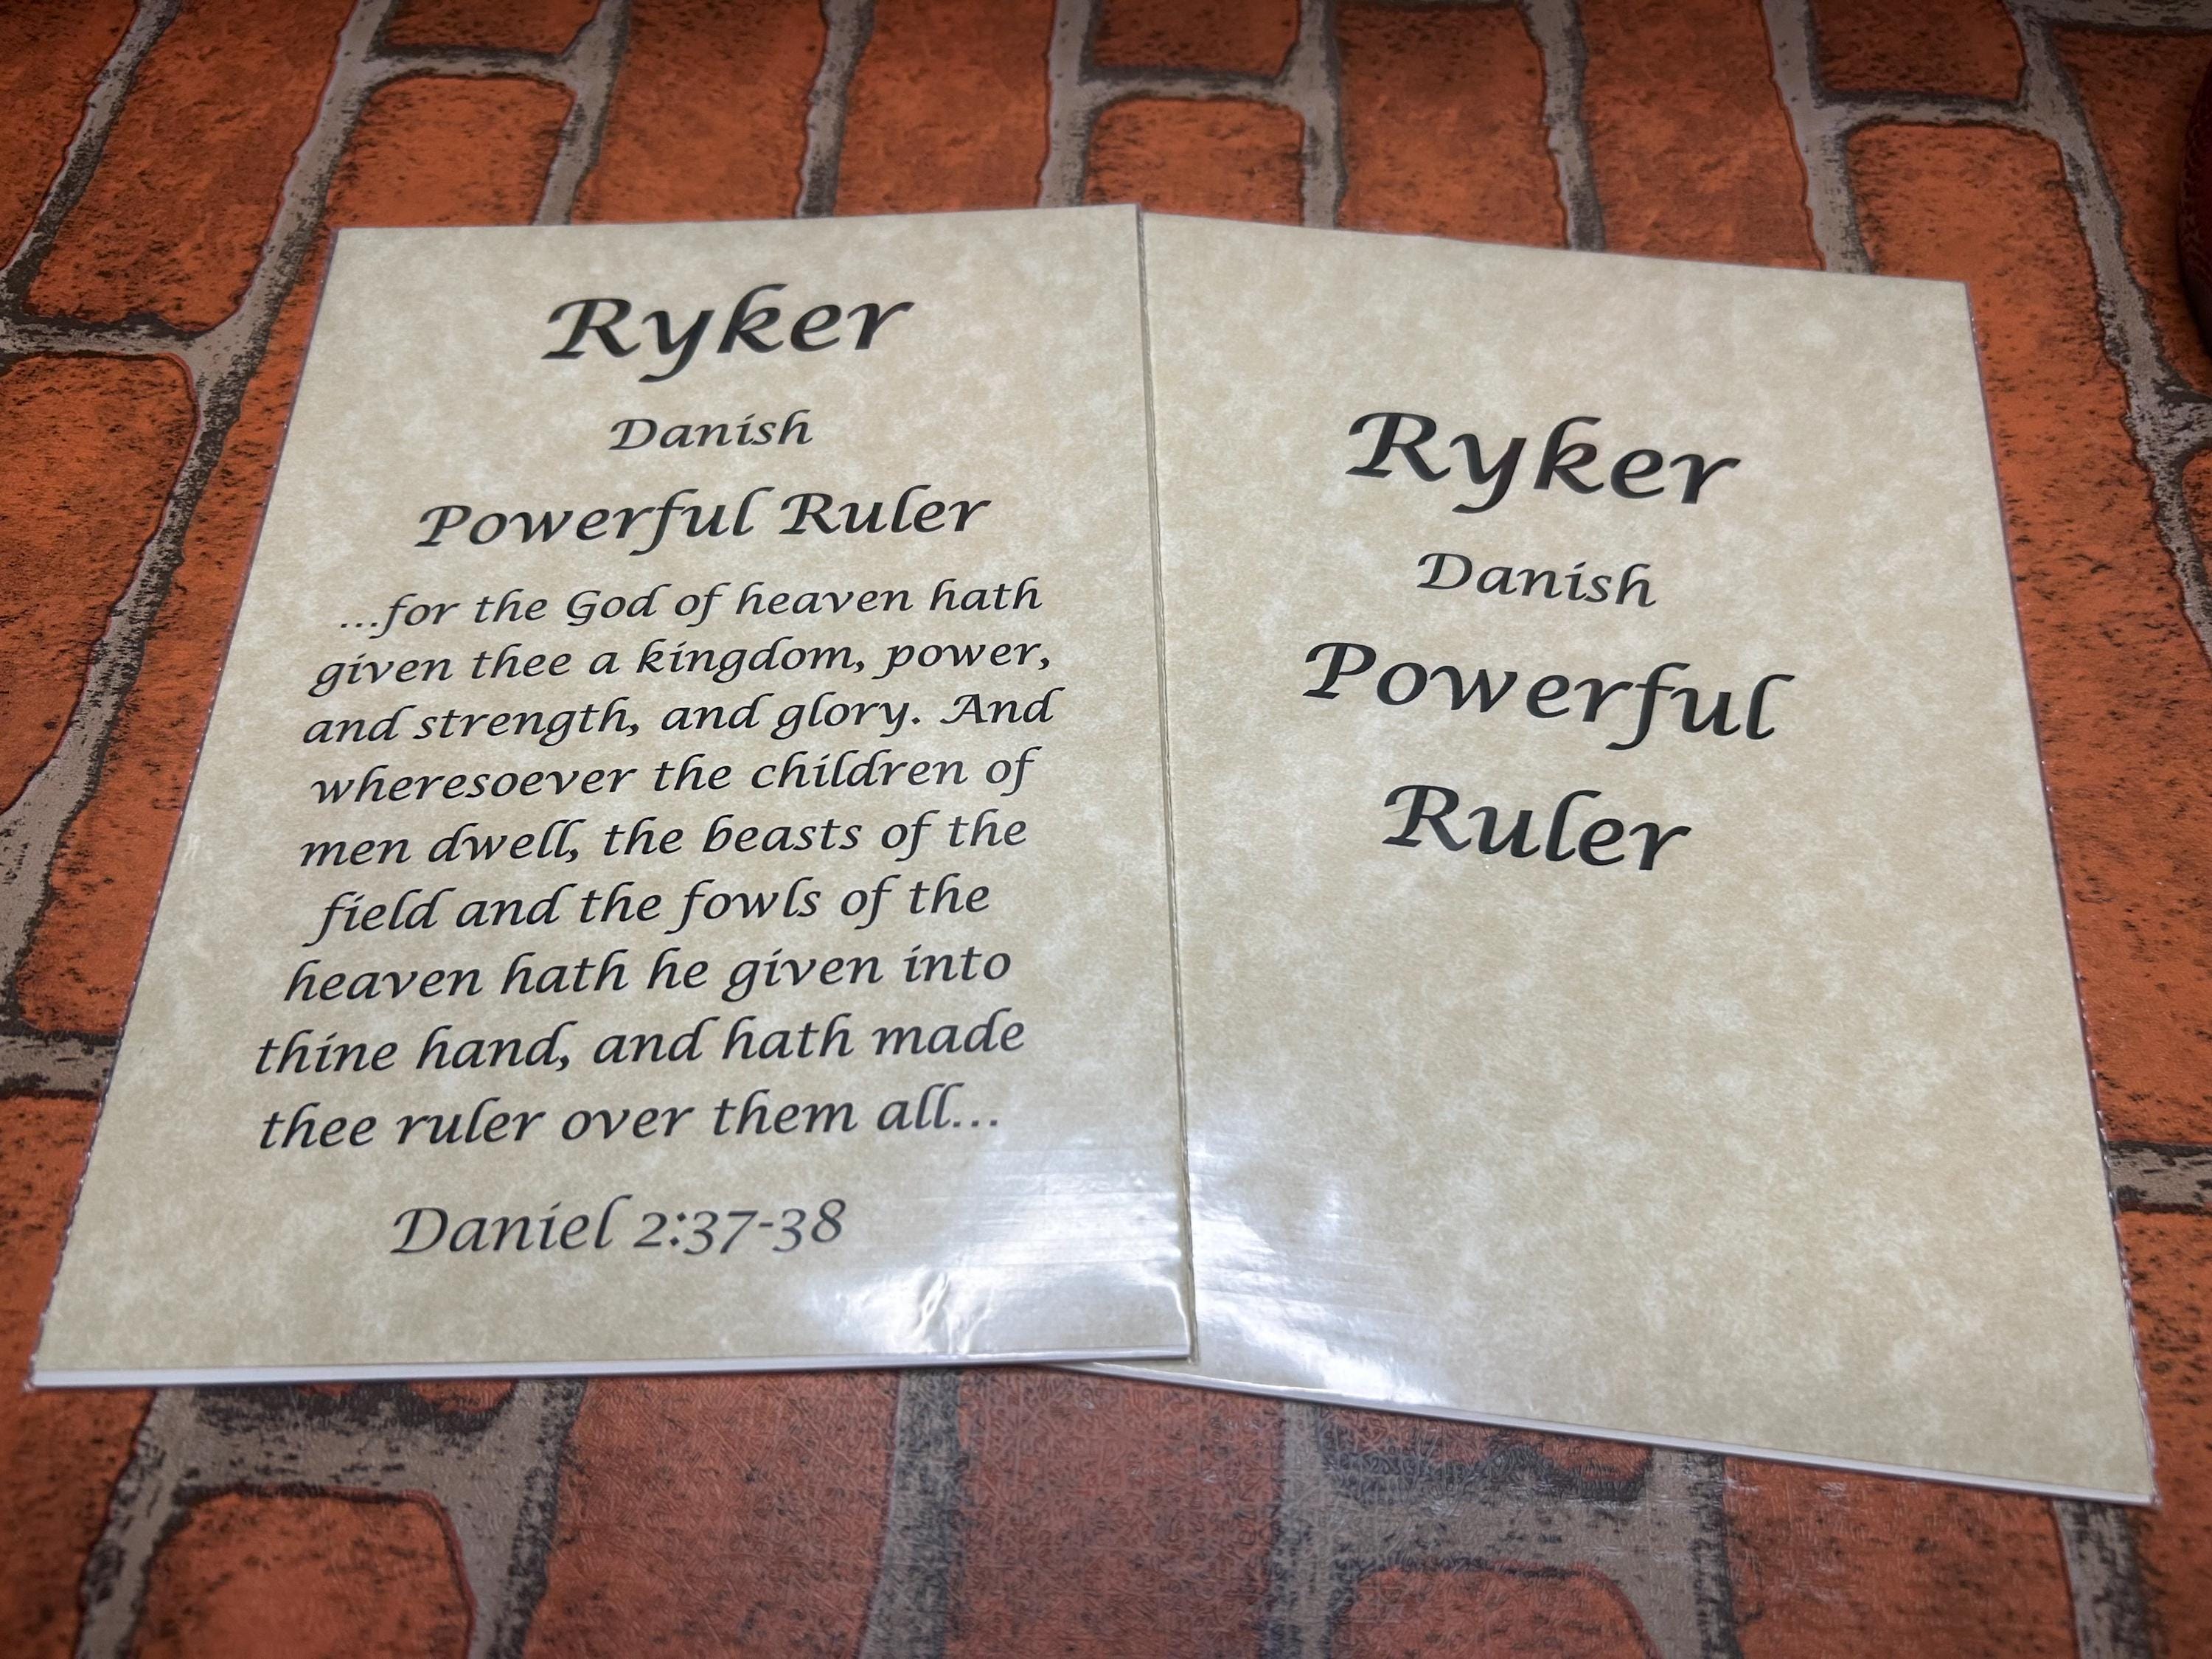 Ryker
Danish
Powerful Ruler
...for the God of heaven hath
given thee a kingdom, power,
and strength, and glory. And
wheresoever the children of
men dwell, the beasts of the
field and the fowls of the
heaven hath he given into
thine hand, and hath made
thee ruler over them all...
Daniel 2:37-38
Ryker
Danish
Powerful
Ruler